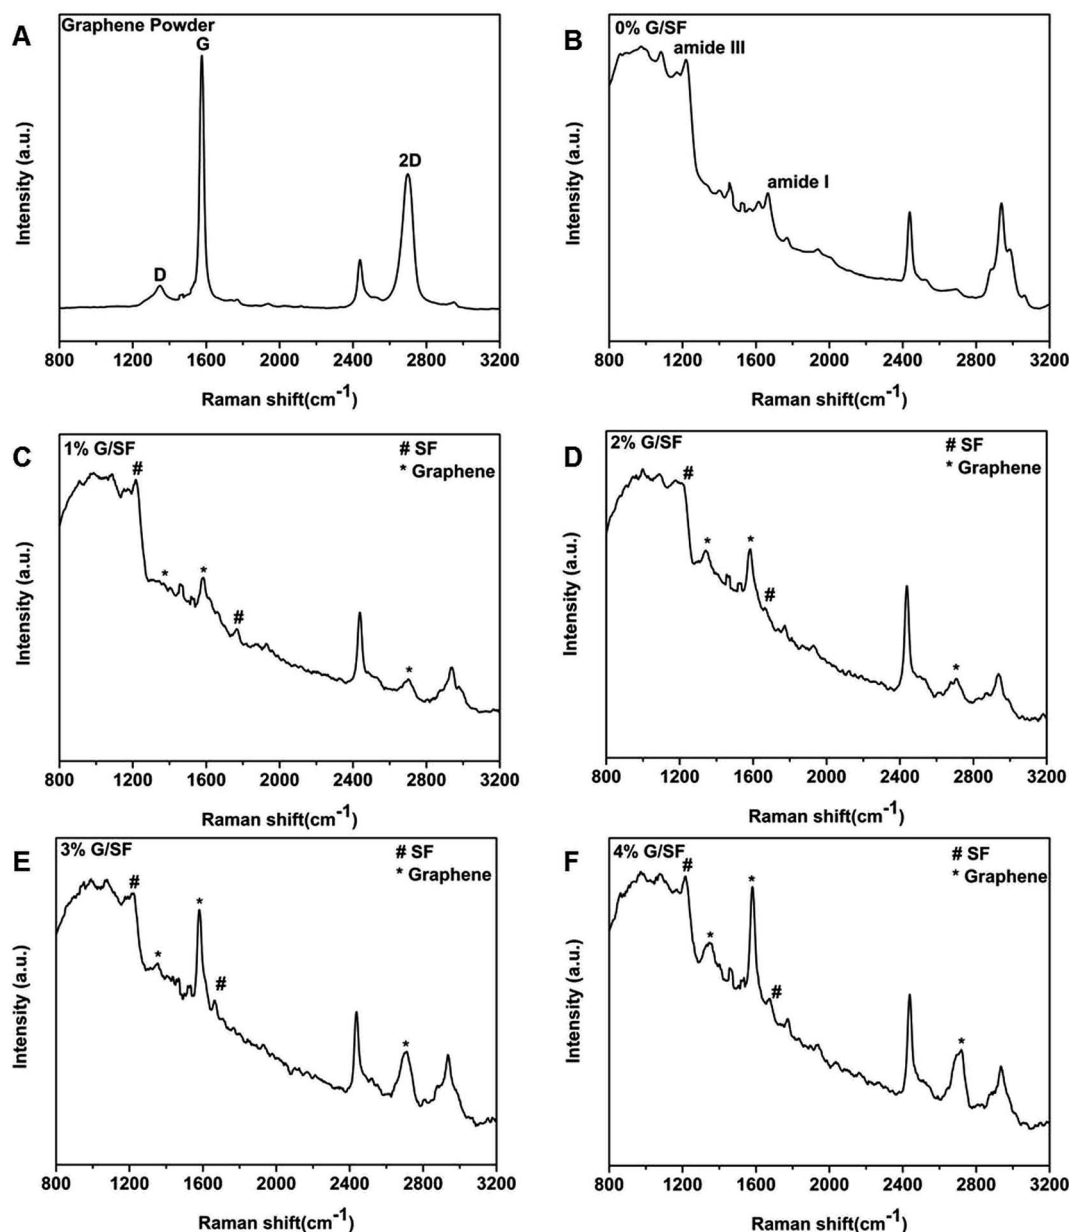 A
Graphene Powder
G
2D
D
Intensity (a.u.)
800 1200 1600 2000 2400 2800 3200
Raman shift(cm-1)
B
0% G/SF
amide III
amide I
Intensity (a.u.)
800 1200 1600 2000 2400 2800 3200
Raman shift(cm-1)
C
1% G/SF
# SF
* Graphene
#
*
*
#
*
Intensity (a.u.)
800 1200 1600 2000 2400 2800 3200
Raman shift(cm-1)
D
2% G/SF
# SF
* Graphene
#
*
*
#
*
Intensity (a.u.)
800 1200 1600 2000 2400 2800 3200
Raman shift(cm-1)
E
3% G/SF
# SF
* Graphene
#
*
*
#
*
Intensity (a.u.)
800 1200 1600 2000 2400 2800 3200
Raman shift(cm-1)
F
4% G/SF
# SF
* Graphene
#
*
*
#
*
Intensity (a.u.)
800 1200 1600 2000 2400 2800 3200
Raman shift(cm-1)